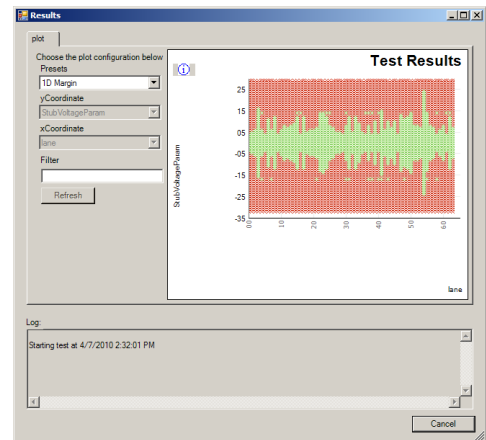 Results
plot
Choose the plot configuration below
Presets
1D Margin
yCoordinate
StubVoltageParam
xCoordinate
lane
Filter
Refresh
i
Test Results
25
15
05
-05
-15
-25
-35
StubVoltageParam
00
10
20
30
40
50
60
lane
Log:
Starting test at 4/7/2010 2:32:01 PM
Cancel